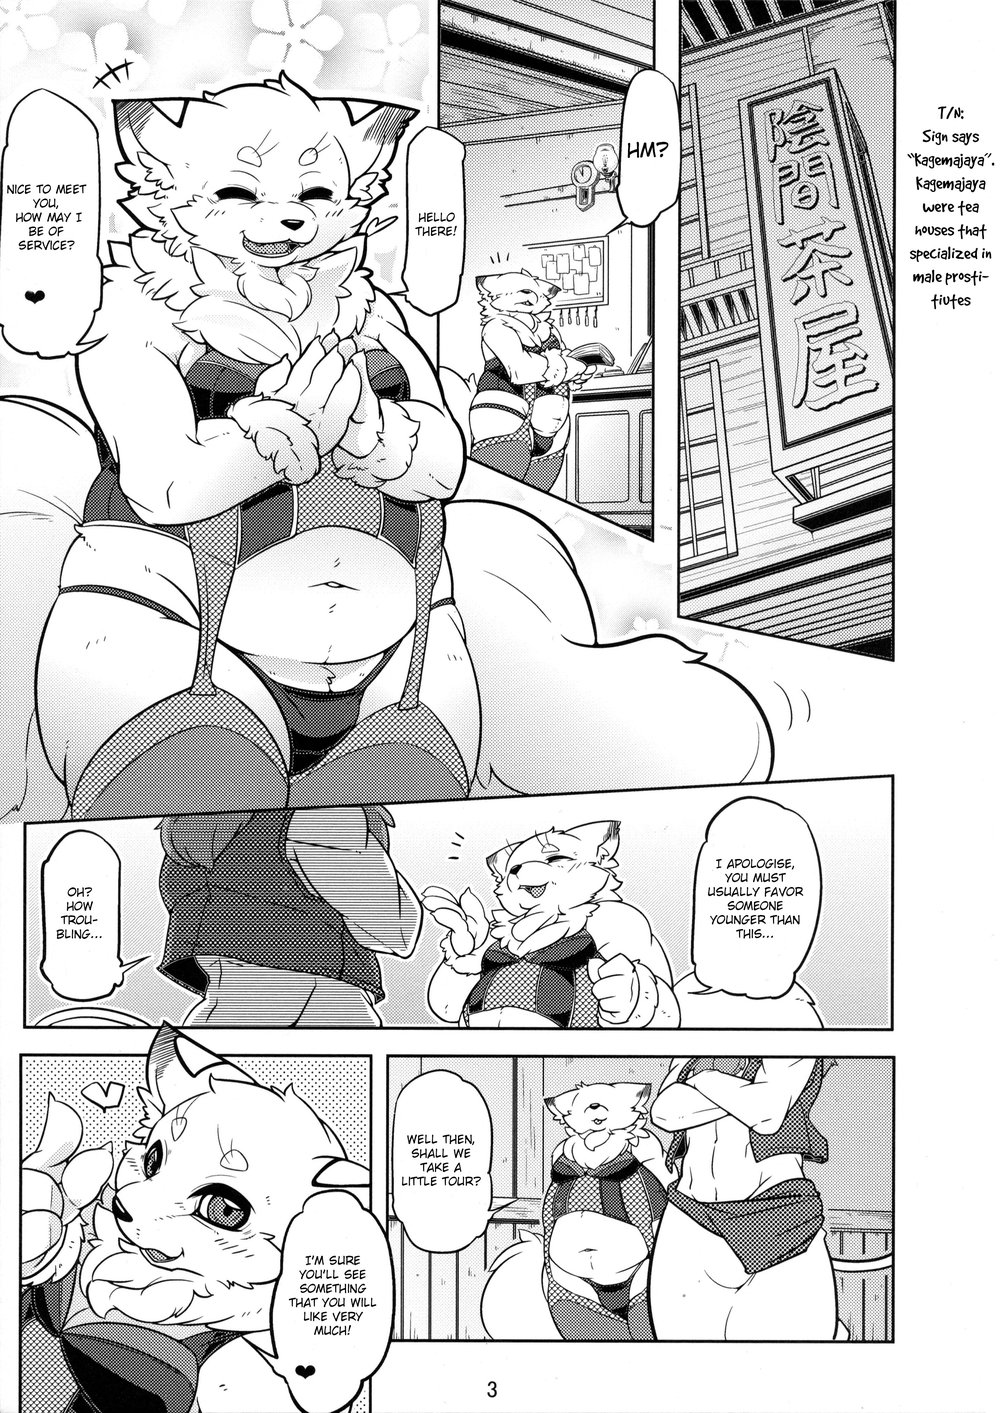 陰間茶屋
T/N:
Sign says
"Kagemajaya".
Kagemajaya
were tea
houses that
specialized in
male prosti-
tiutes
HM?
HELLO
THERE!
NICE TO MEET
YOU,
HOW MAY I
BE OF
SERVICE?
I APOLOGISE,
YOU MUST
USUALLY FAVOR
SOMEONE
YOUNGER THAN
THIS...
OH?
HOW
TROU-
BLING...
WELL THEN,
SHALL WE
TAKE A
LITTLE TOUR?
I'M SURE
YOU'LL SEE
SOMETHING
THAT YOU WILL
LIKE VERY
MUCH!
3